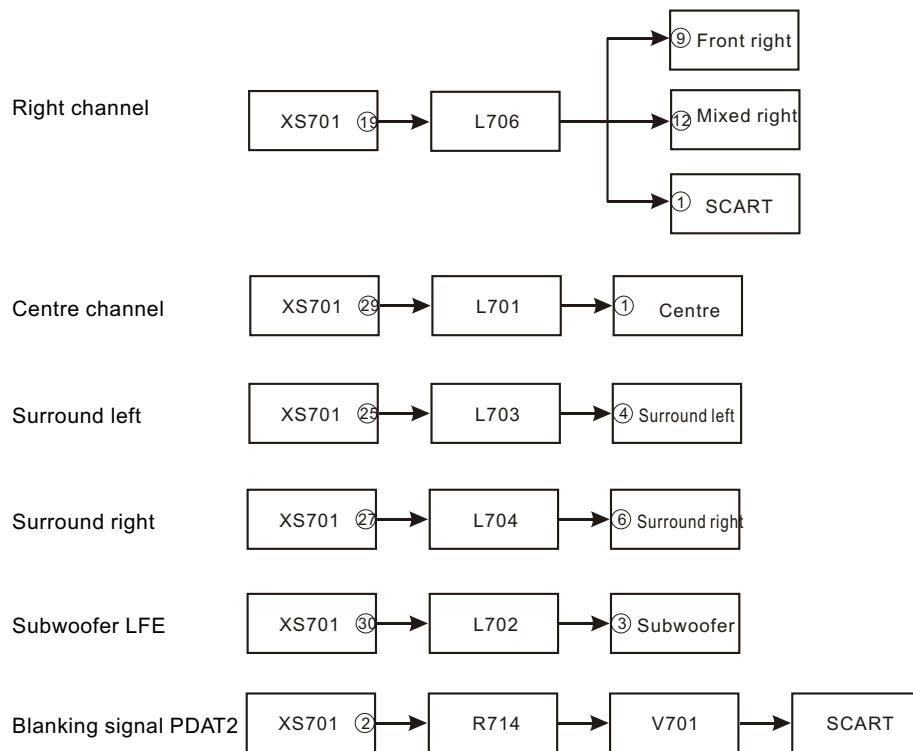 ⑨ Front right
Right channel
XS701 ⑲
L706
⑫ Mixed right
① SCART
Centre channel
XS701 ㉙
L701
① Centre
Surround left
XS701 ㉕
L703
④ Surround left
Surround right
XS701 ㉗
L704
⑥ Surround right
Subwoofer LFE
XS701 ㉚
L702
③ Subwoofer
Blanking signal PDAT2
XS701 ②
R714
V701
SCART